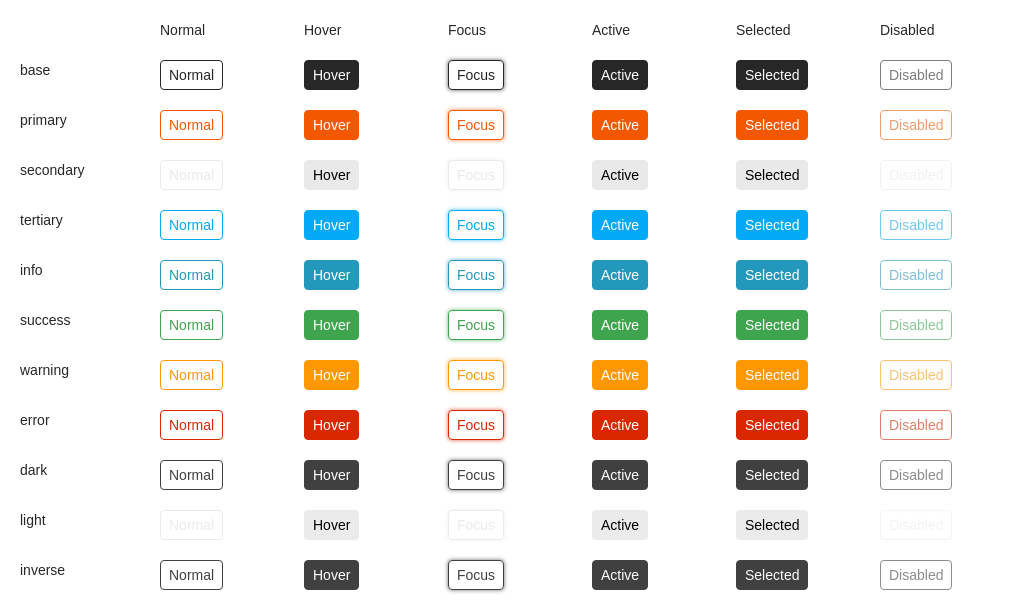 Normal Hover Focus Active Selected Disabled
base Normal Hover Focus Active Selected Disabled
primary Normal Hover Focus Active Selected Disabled
secondary Normal Hover Focus Active Selected Disabled
tertiary Normal Hover Focus Active Selected Disabled
info Normal Hover Focus Active Selected Disabled
success Normal Hover Focus Active Selected Disabled
warning Normal Hover Focus Active Selected Disabled
error Normal Hover Focus Active Selected Disabled
dark Normal Hover Focus Active Selected Disabled
light Normal Hover Focus Active Selected Disabled
inverse Normal Hover Focus Active Selected Disabled